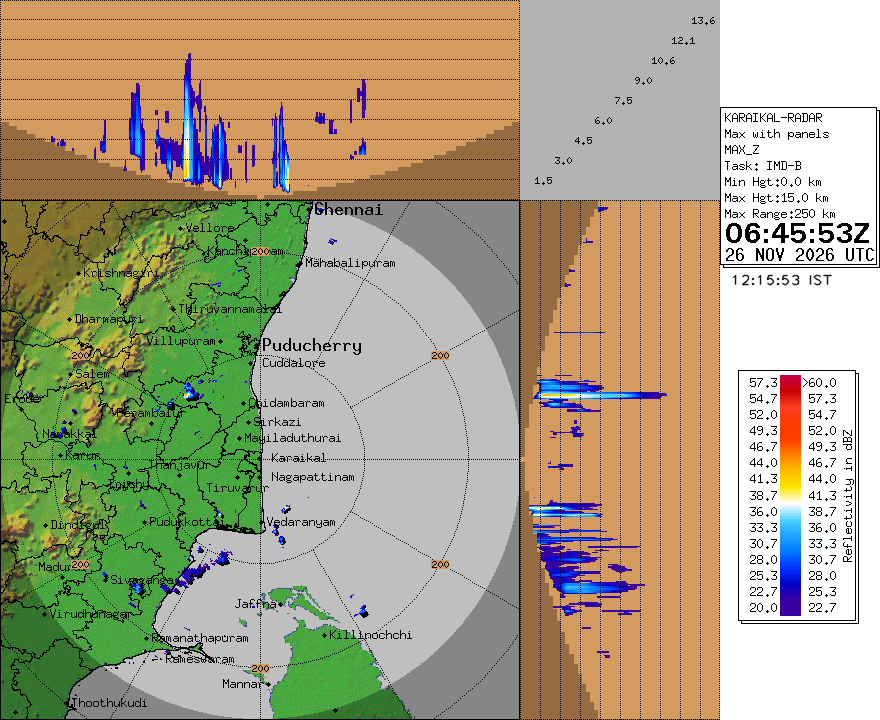 13.6
12.1
10.6
9.0
7.5
6.0
4.5
3.0
1.5
KARAIKAL-RADAR
Max with panels
MAX_Z
Task: IMD-B
Min Hgt:0.0 km
Max Hgt:15.0 km
Max Range:250 km
06:45:53Z
26 NOV 2026 UTC
12:15:53 IST
Chennai
Vellore
200
Mahabalipuram
Krishnagiri
Thiruvannamalai
Dharmapuri
Villupuram
Puducherry
200
200
Cuddalore
Salem
Erode
Chidambaram
Perambalur
Sirkazi
Namakkal
Mayiladuthurai
Karur
Karaikal
Thanjavur
Nagapattinam
Tiruvarur
Dindigul
Pudukkottai
Vedaranyam
200
200
Madurai
Sivaganga
Jaffna
Virudhunagar
Killinochchi
Ramanathapuram
Rameswaram
200
Mannar
Thoothukudi
57.3 >60.0
54.7 57.3
52.0 54.7
49.3 52.0
46.7 49.3
44.0 46.7
41.3 44.0
38.7 41.3
36.0 38.7
33.3 36.0
30.7 33.3
28.0 30.7
25.3 28.0
22.7 25.3
20.0 22.7
Reflectivity in dBZ